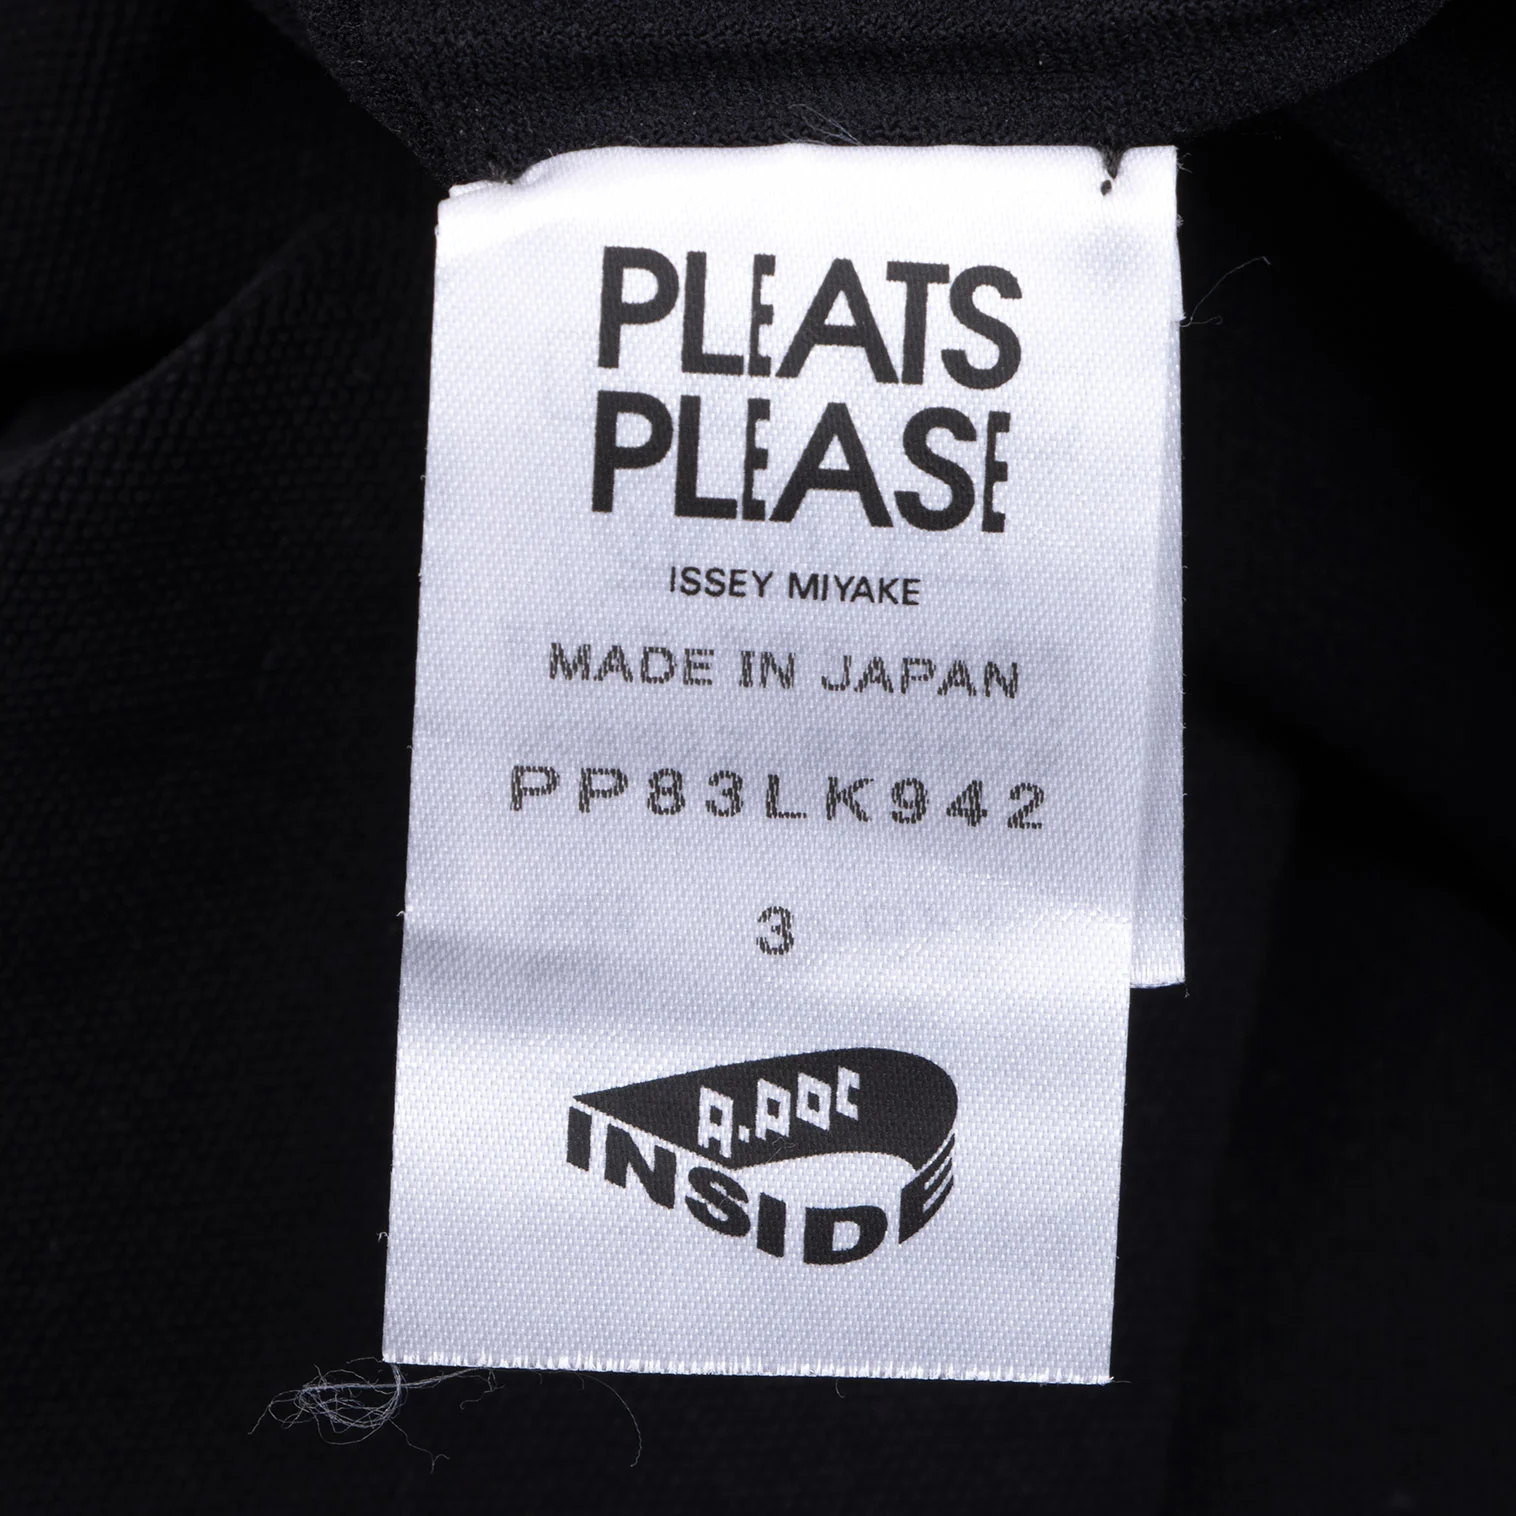 PLEATS
PLEASE
ISSEY MIYAKE
MADE IN JAPAN
PP83LK942
3
A.POC
INSIDE